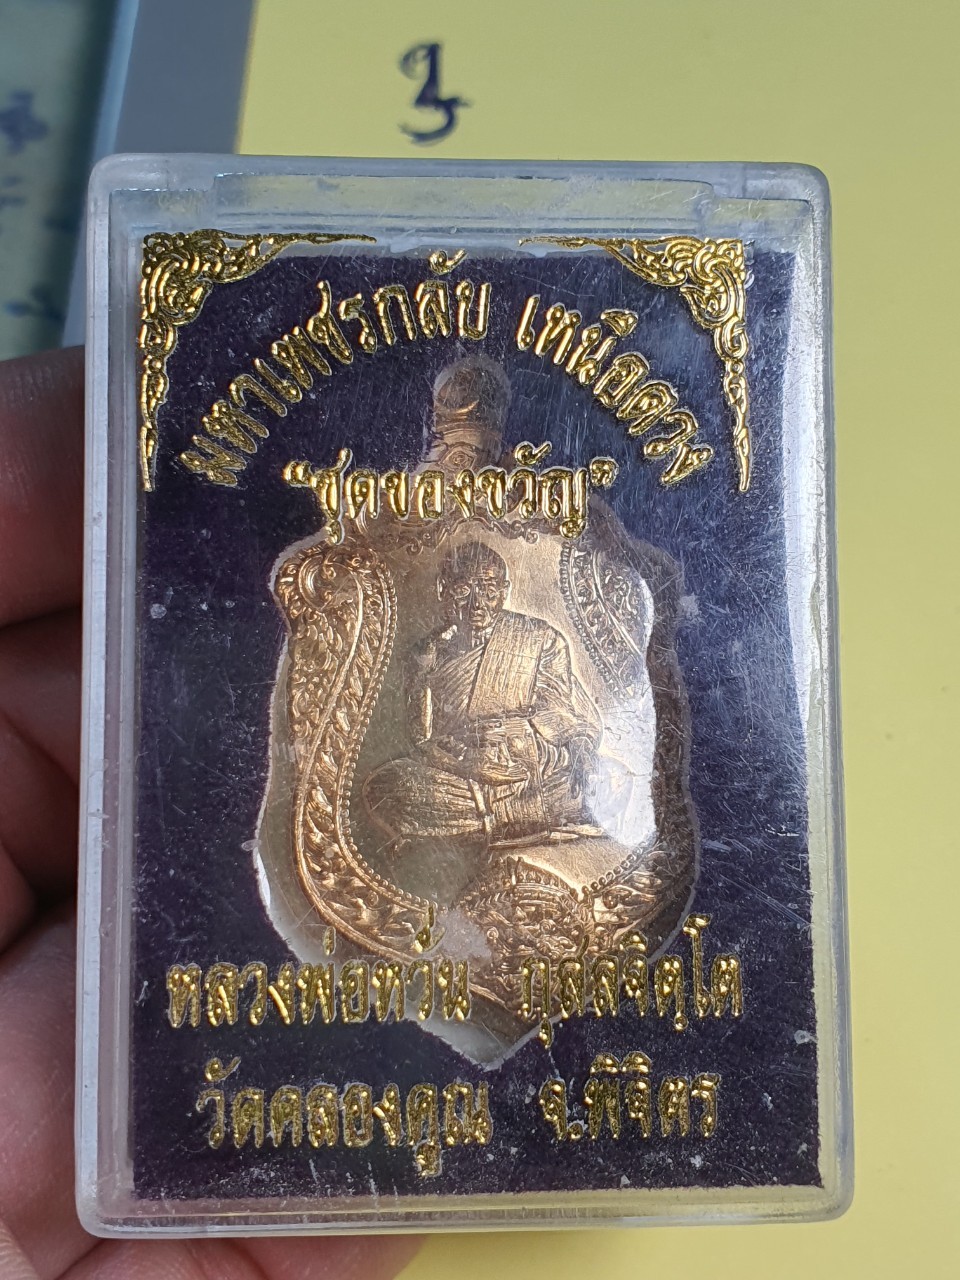 มหาเพชรกลับ เหนือดวง
"ชุดของขวัญ"
หลวงพ่อหวั่น กุสลจิตฺโต
วัดคลองคูณ จ.พิจิตร